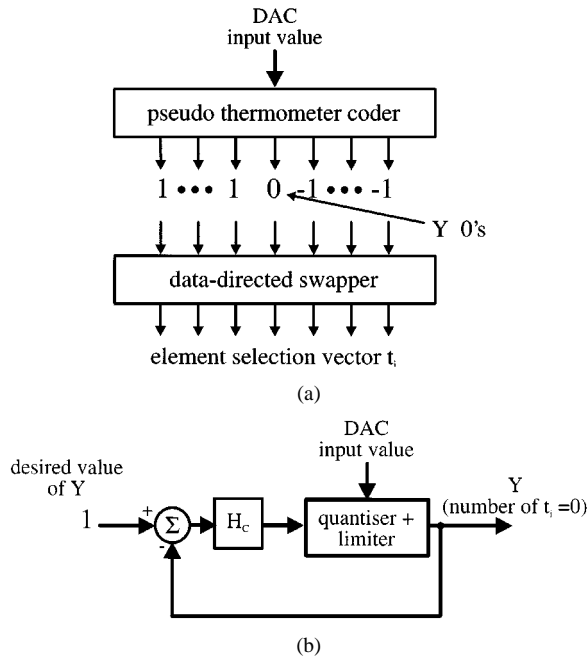 DAC
input value
pseudo thermometer coder
1 ••• 1 0 -1 ••• -1
Y 0's
data-directed swapper
element selection vector tᵢ
(a)
DAC
input value
desired value
of Y
1
+
Σ
-
H_C
quantiser +
limiter
Y
(number of tᵢ =0)
(b)